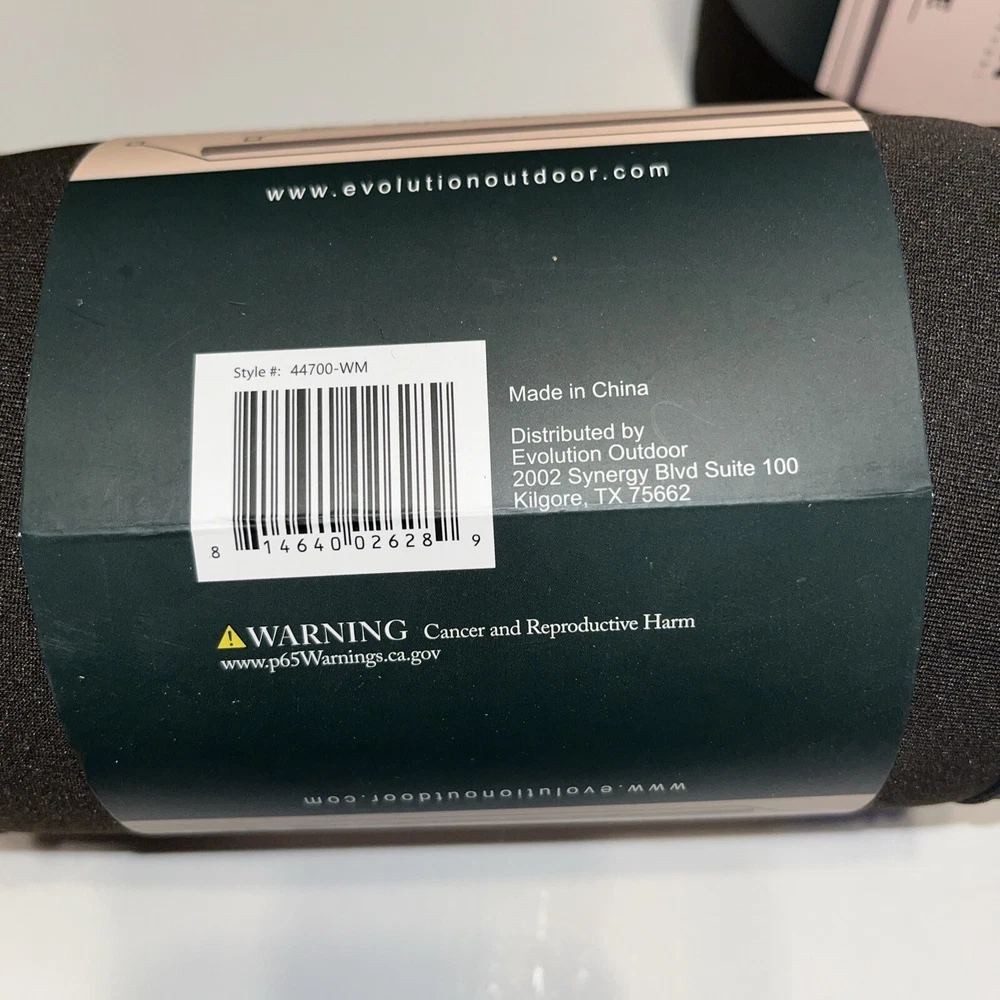 www.evolutionoutdoor.com
Style #: 44700-WM
8 14640 02628 9
Made in China
Distributed by
Evolution Outdoor
2002 Synergy Blvd Suite 100
Kilgore, TX 75662
WARNING Cancer and Reproductive Harm
www.p65Warnings.ca.gov
www.evolutionoutdoor.com